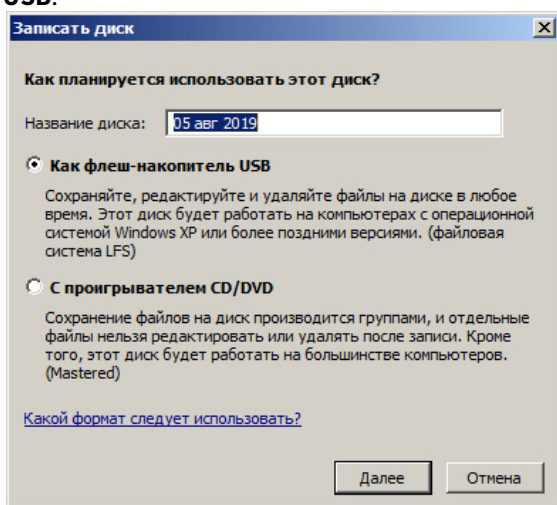 USB.
Записать диск
Как планируется использовать этот диск?
Название диска: 05 авг 2019
Как флеш-накопитель USB
Сохраняйте, редактируйте и удаляйте файлы на диске в любое
время. Этот диск будет работать на компьютерах с операционной
системой Windows XP или более поздними версиями. (файловая
система LFS)
С проигрывателем CD/DVD
Сохранение файлов на диск производится группами, и отдельные
файлы нельзя редактировать или удалять после записи. Кроме
того, этот диск будет работать на большинстве компьютеров.
(Mastered)
Какой формат следует использовать?
Далее Отмена